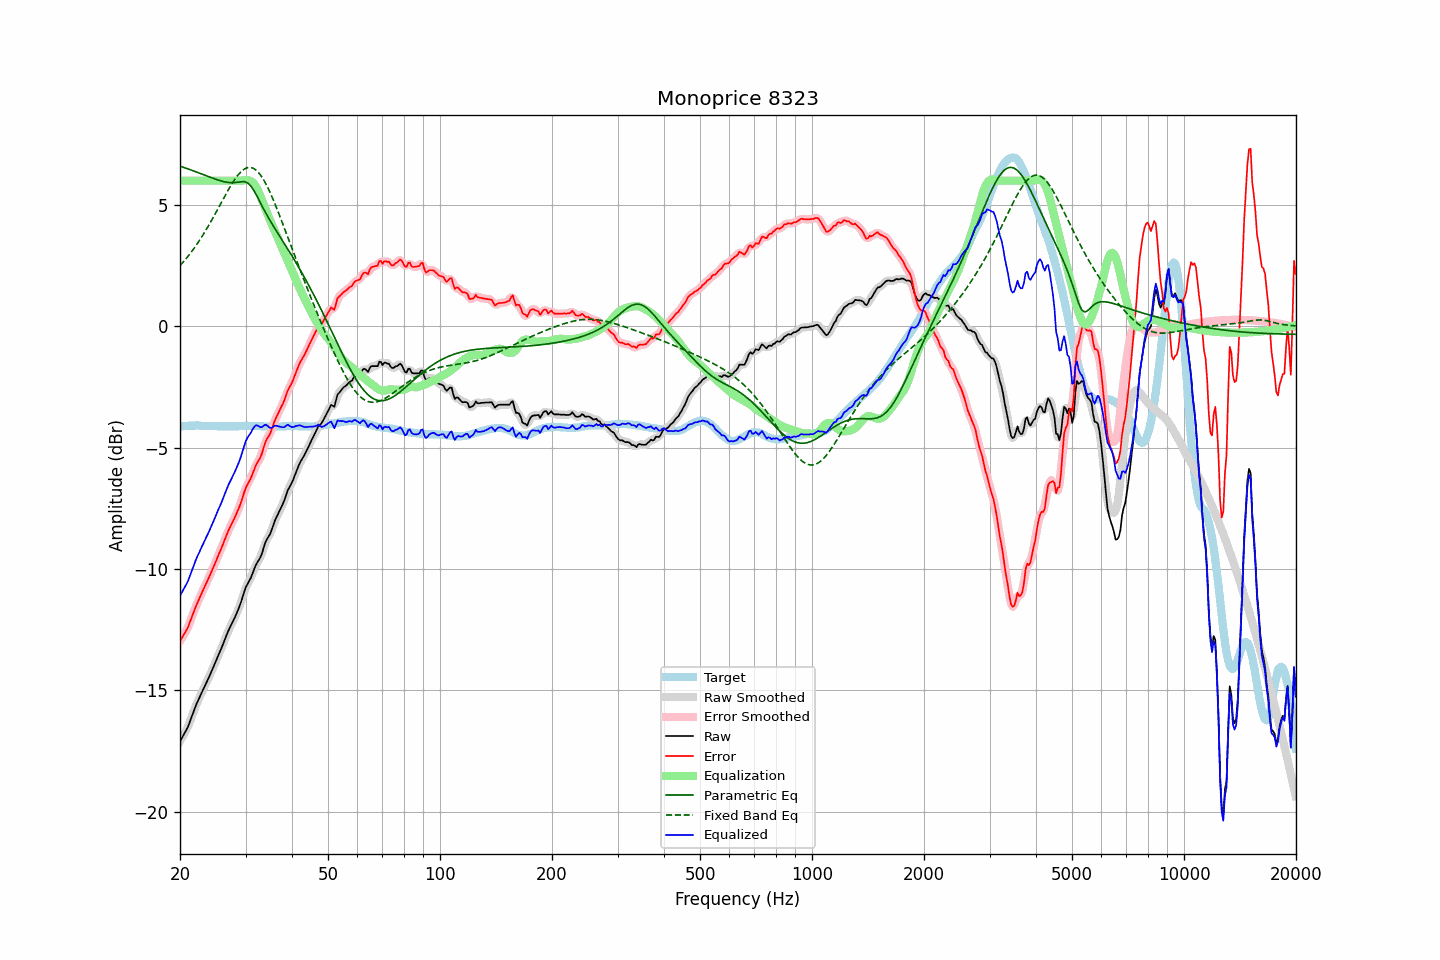 Monoprice 8323
Amplitude (dBr)
5
0
−5
−10
−15
−20
Target
Raw Smoothed
Error Smoothed
Raw
Error
Equalization
Parametric Eq
Fixed Band Eq
Equalized
20 50 100 200 500 1000 2000 5000 10000 20000
Frequency (Hz)